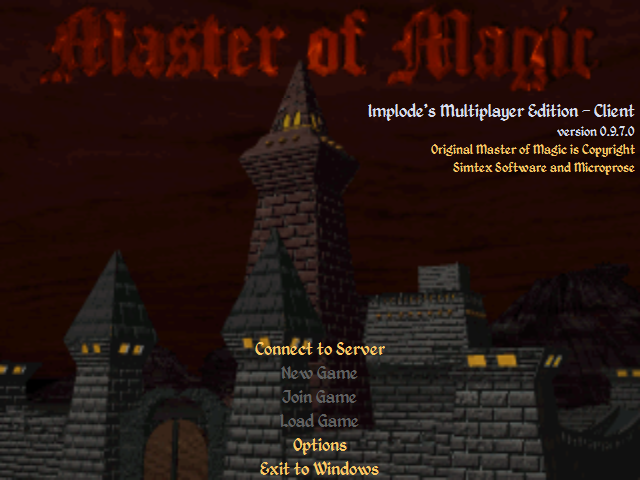 Master of Magic
Implode's Multiplayer Edition - Client
version 0.9.7.0
Original Master of Magic is Copyright
Simtex Software and Microprose
Connect to Server
New Game
Join Game
Load Game
Options
Exit to Windows